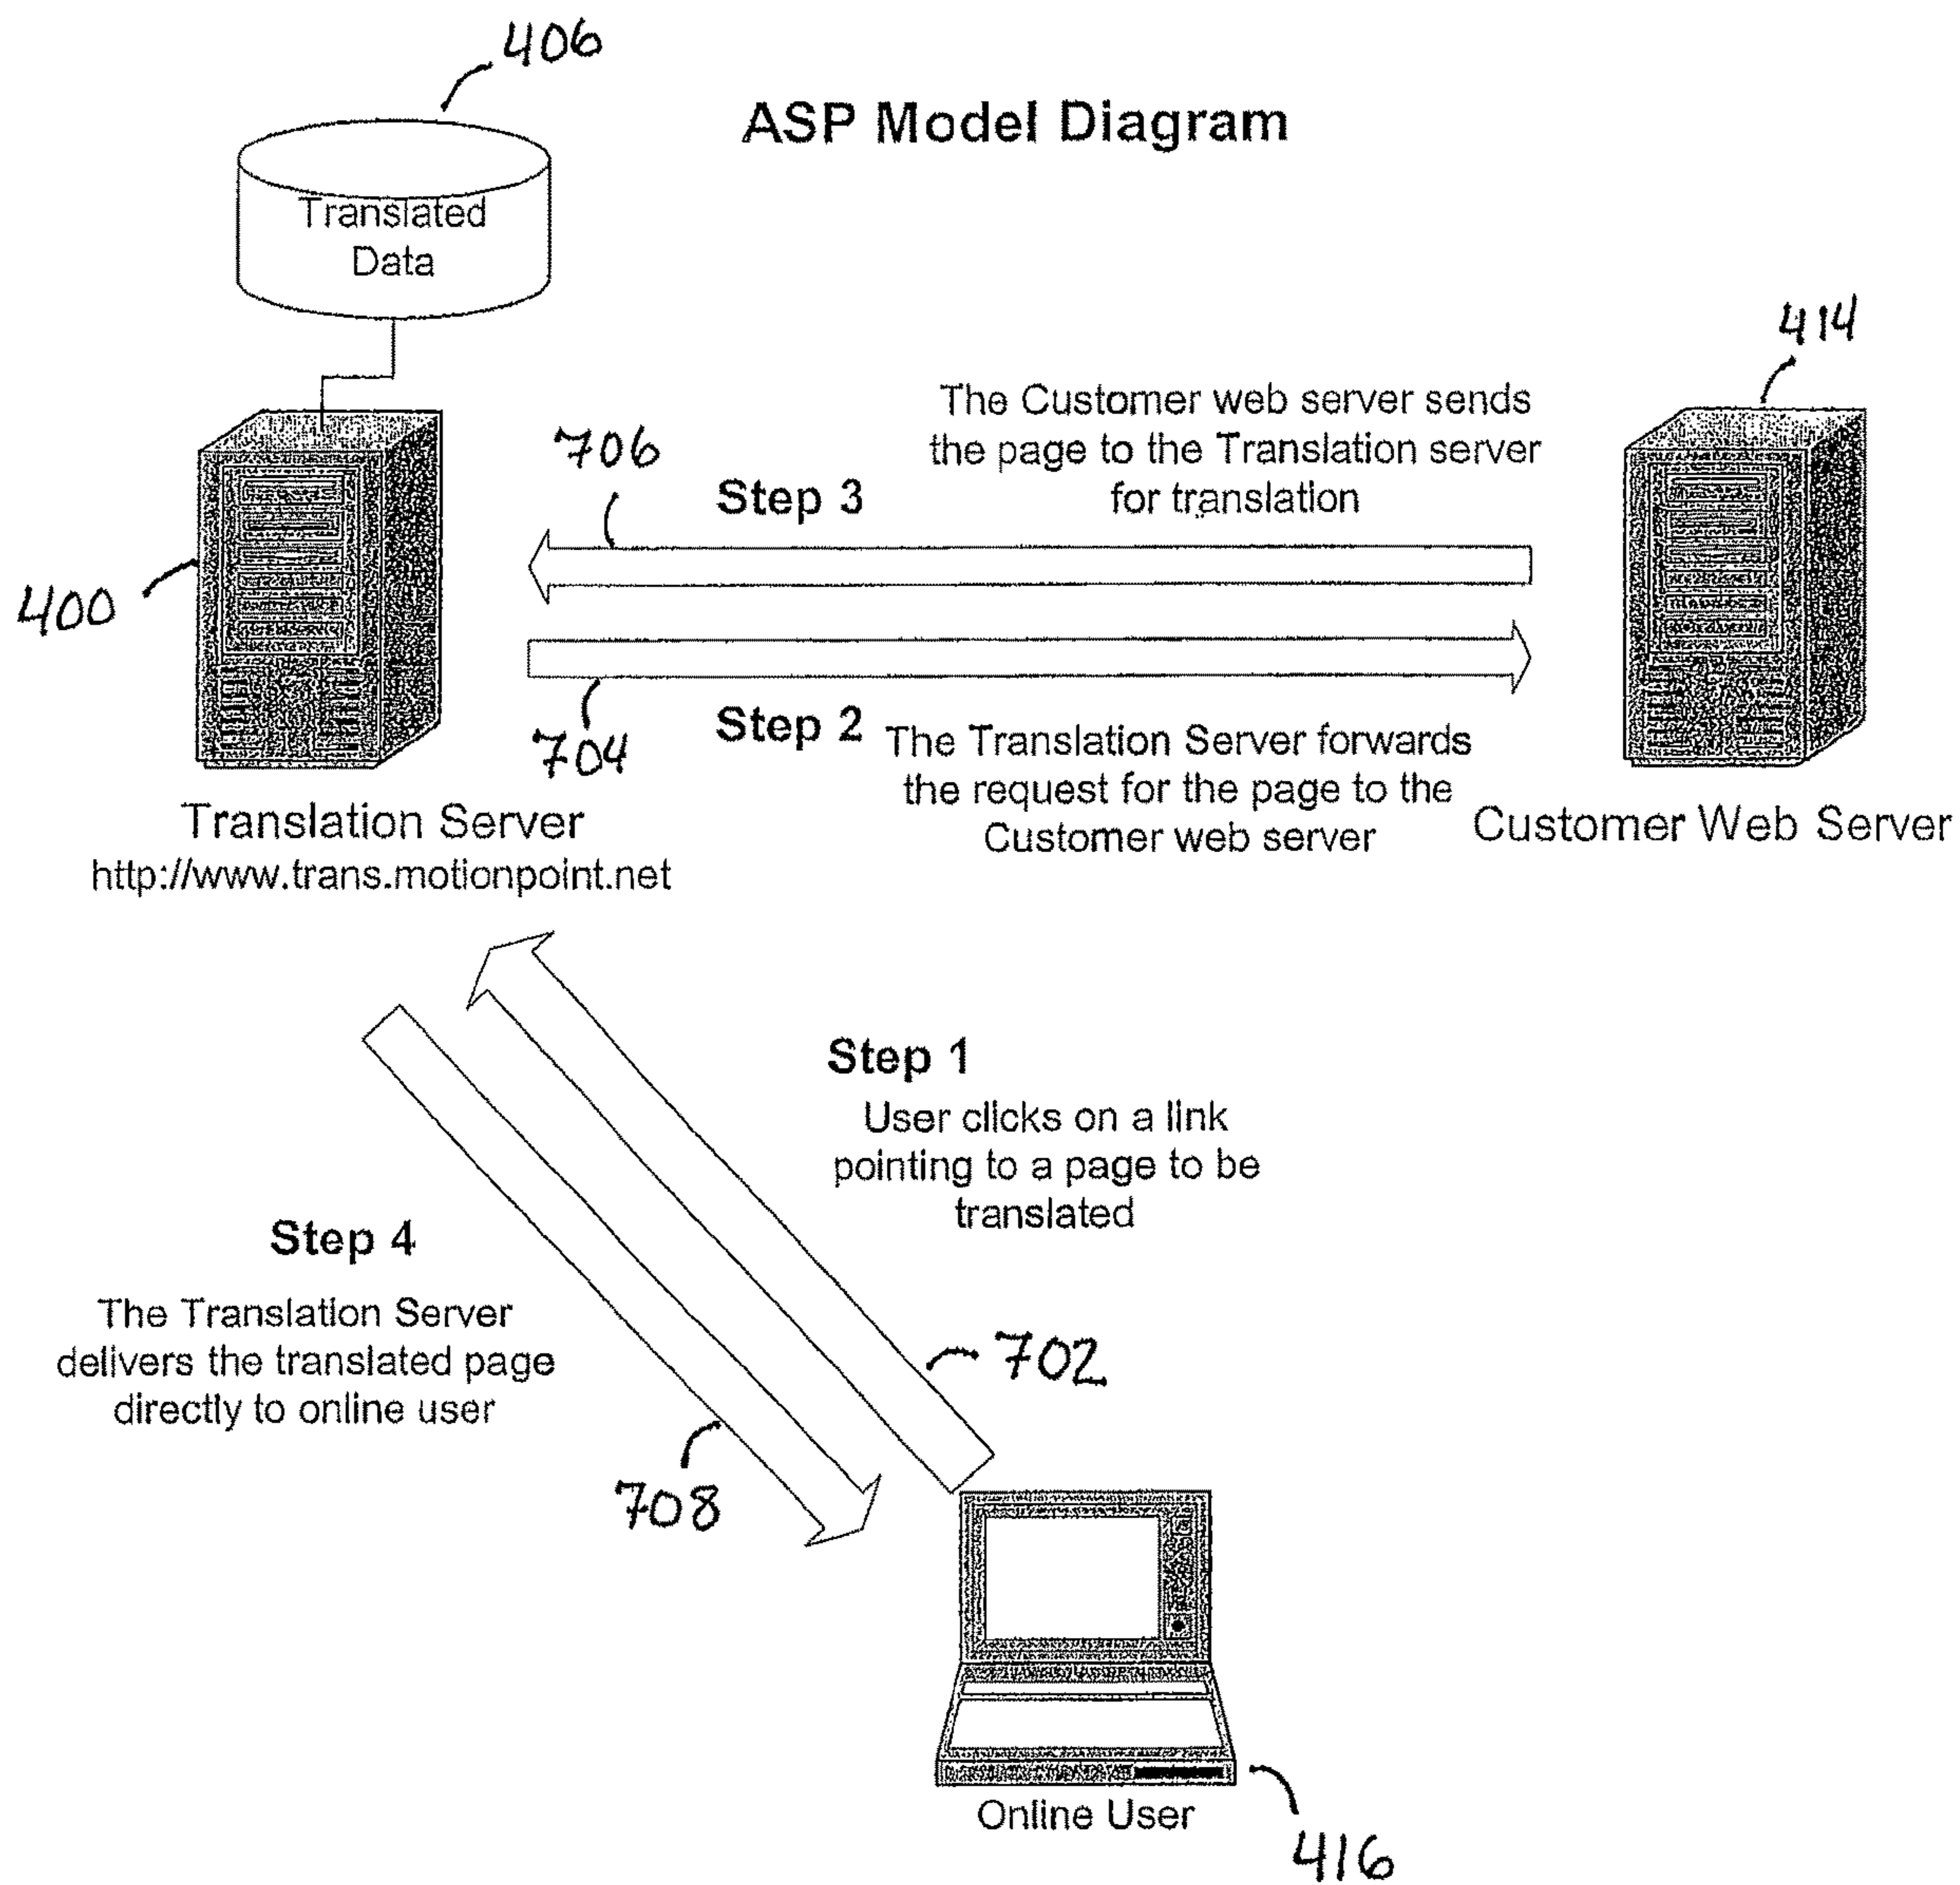 406
ASP Model Diagram
Translated
Data
414
The Customer web server sends
the page to the Translation server
for translation
706
Step 3
400
704
Step 2
The Translation Server forwards
the request for the page to the
Customer web server
Translation Server
http://www.trans.motionpoint.net
Customer Web Server
Step 1
User clicks on a link
pointing to a page to be
translated
Step 4
The Translation Server
delivers the translated page
directly to online user
702
708
Online User
416